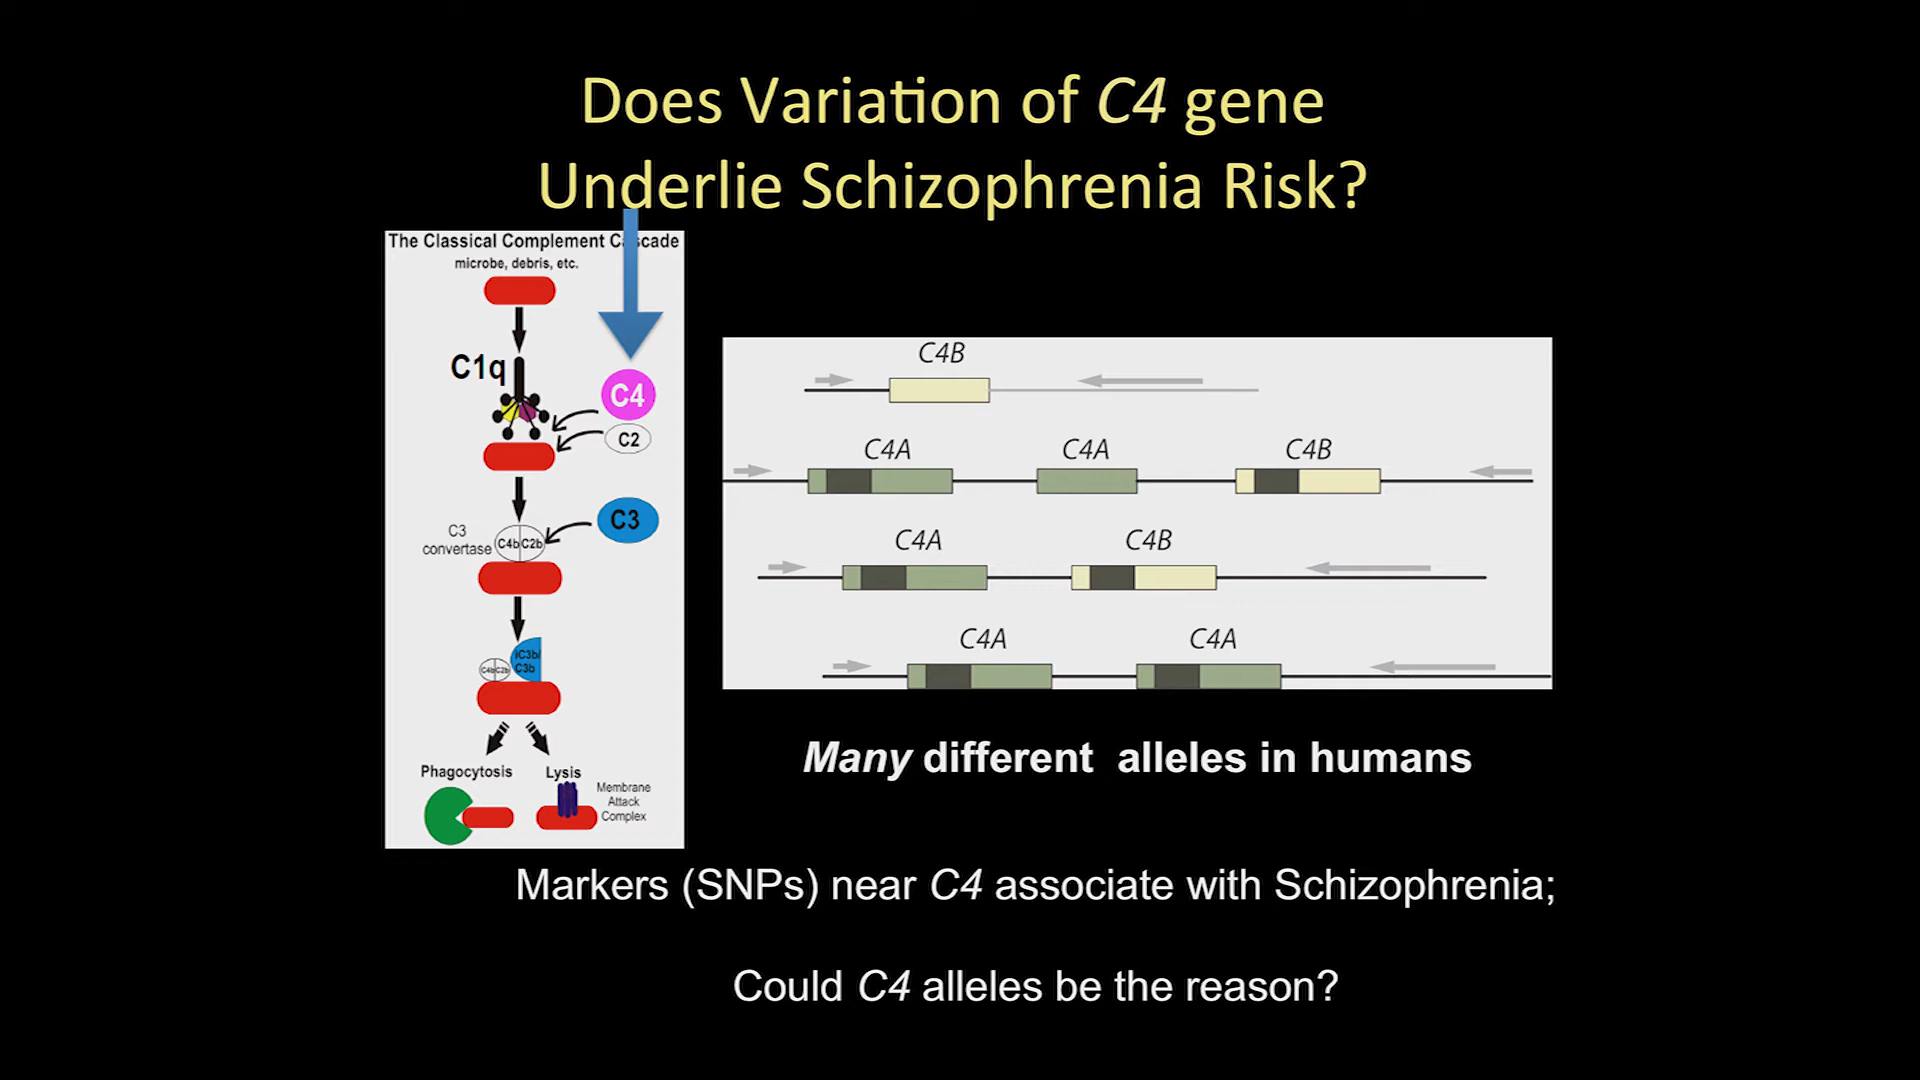 Does Variation of C4 gene
Underlie Schizophrenia Risk?
The Classical Complement Cascade
microbe, debris, etc.
C1q
C4
C2
C3
C3
convertase
C4b C2b
C4b C2b
iC3b/
C3b
Phagocytosis
Lysis
Membrane
Attack
Complex
C4B
C4A C4A C4B
C4A C4B
C4A C4A
Many different alleles in humans
Markers (SNPs) near C4 associate with Schizophrenia;
Could C4 alleles be the reason?